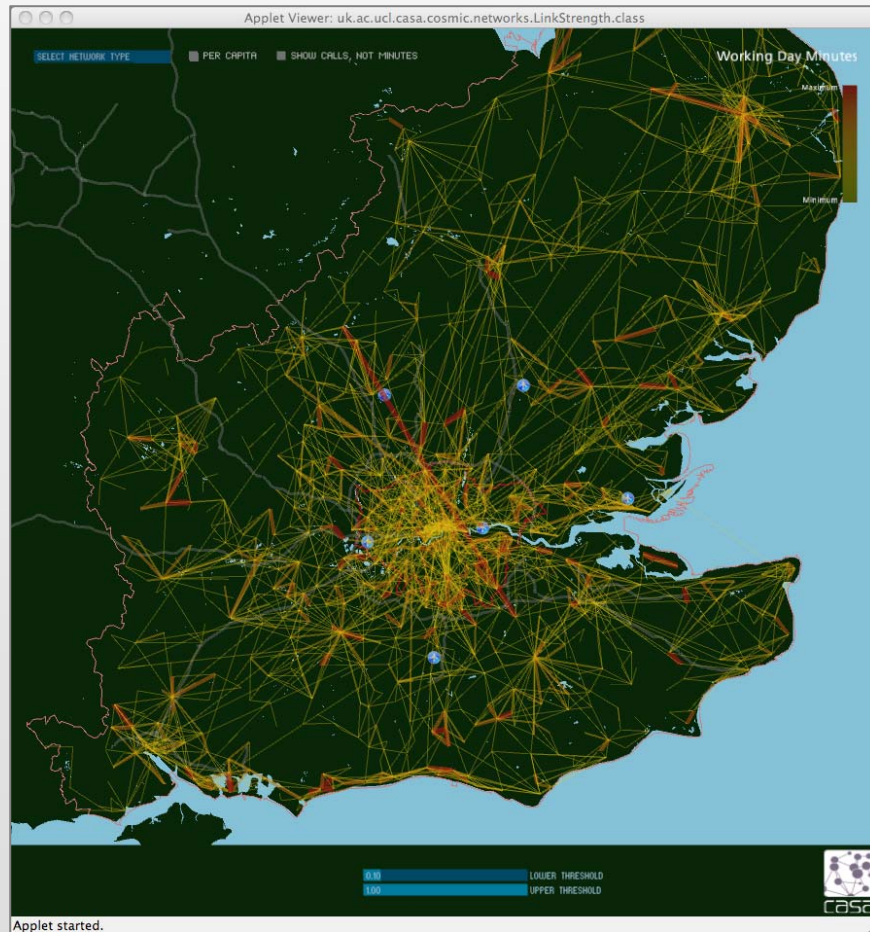 Applet Viewer: uk.ac.ucl.casa.cosmic.networks.LinkStrength.class
SELECT NETWORK TYPE
PER CAPITA
SHOW CALLS, NOT MINUTES
Working Day Minutes
Maximum
Minimum
0.10 LOWER THRESHOLD
1.00 UPPER THRESHOLD
casa
Applet started.